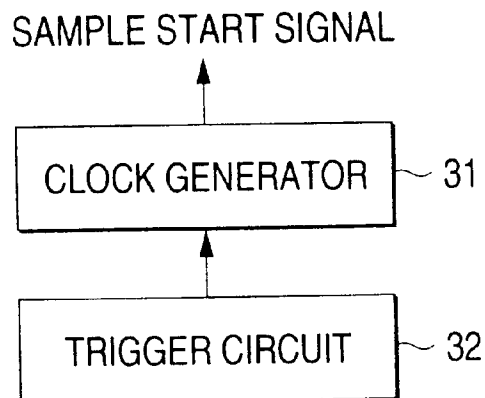 SAMPLE START SIGNAL
CLOCK GENERATOR 31
TRIGGER CIRCUIT 32